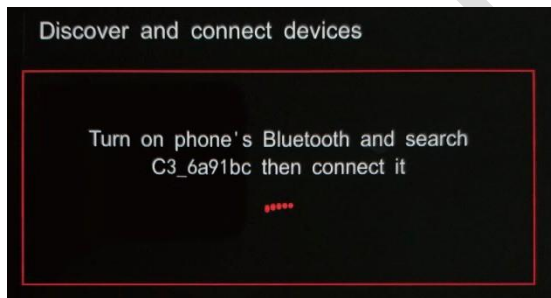 Discover and connect devices
Turn on phone's Bluetooth and search
C3_6a91bc then connect it